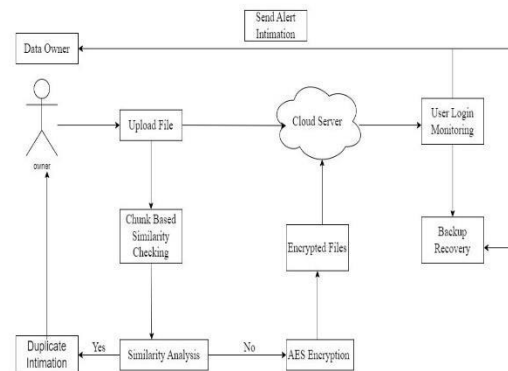 Send Alert
Intimation
Data Owner
owner
Upload File
Cloud Server
User Login
Monitoring
Chunk Based
Similarity
Checking
Encrypted Files
Backup
Recovery
Duplicate
Intimation
Yes
Similarity Analysis
No
AES Encryption